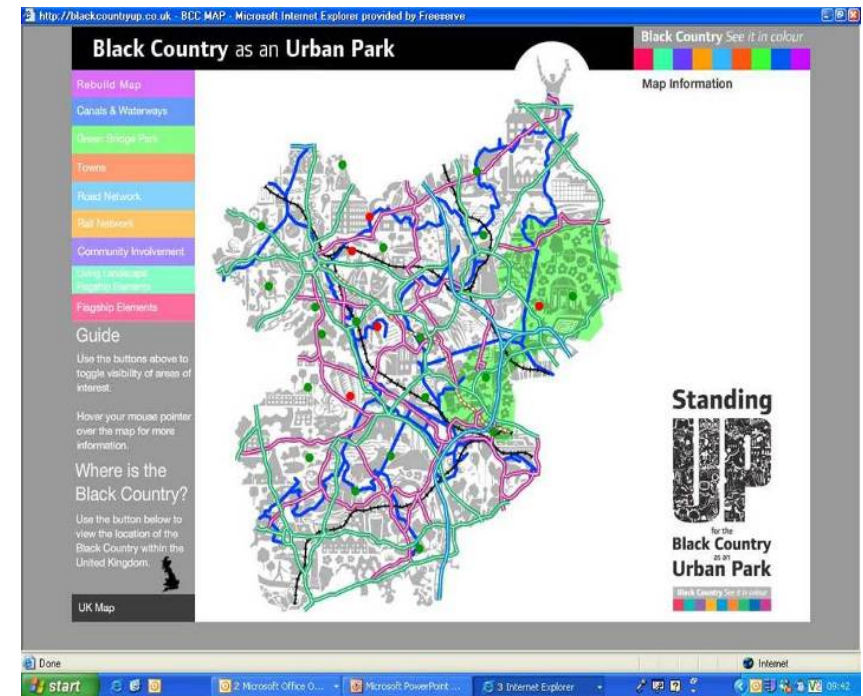 http://blackcountryup.co.uk - BCC MAP - Microsoft Internet Explorer provided by Freeserve
Black Country as an Urban Park
Black Country See it in colour
Rebuild Map
Canals & Waterways
Green Bridge Park
Towns
Road Network
Rail Network
Community Involvement
Living Landscape
Flagship Elements
Flagship Elements
Guide
Use the buttons above to
toggle visibility of areas of
interest.
Hover your mouse pointer
over the map for more
information.
Where is the
Black Country?
Use the button below to
view the location of the
Black Country within the
United Kingdom.
UK Map
Map Information
Standing
UP
for the
Black Country
as an
Urban Park
Black Country See it in colour
Done
Internet
start
2 Microsoft Office O...
Microsoft PowerPoint ...
3 Internet Explorer
09:42